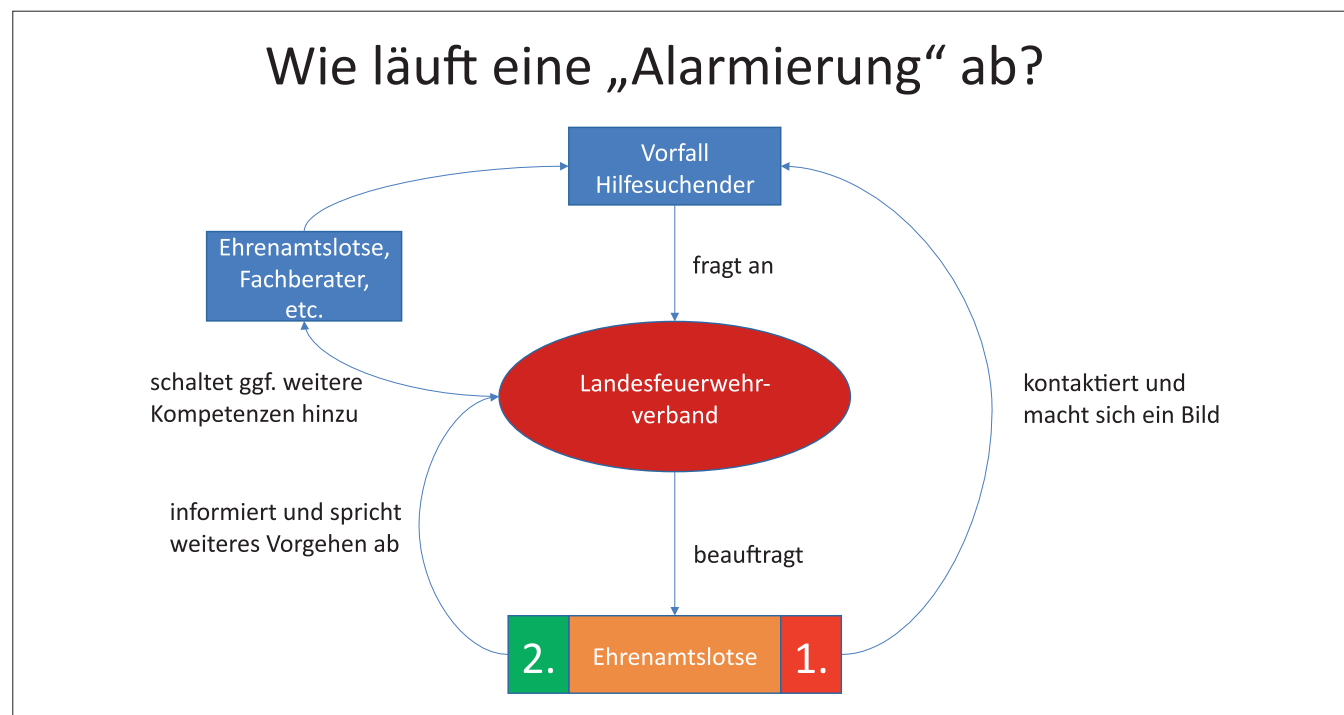 Wie läuft eine „Alarmierung“ ab?
Vorfall
Hilfesuchender
Ehrenamtslotse,
Fachberater,
etc.
fragt an
Landesfeuerwehr-
verband
schaltet ggf. weitere
Kompetenzen hinzu
kontaktiert und
macht sich ein Bild
informiert und spricht
weiteres Vorgehen ab
beauftragt
2.
Ehrenamtslotse
1.